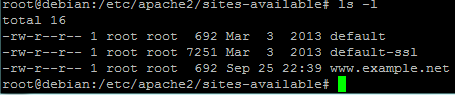 root@debian:/etc/apache2/sites-available# ls -l
total 16
-rw-r--r-- 1 root root  692 Mar  3  2013 default
-rw-r--r-- 1 root root 7251 Mar  3  2013 default-ssl
-rw-r--r-- 1 root root  692 Sep 25 22:39 www.example.net
root@debian:/etc/apache2/sites-available#